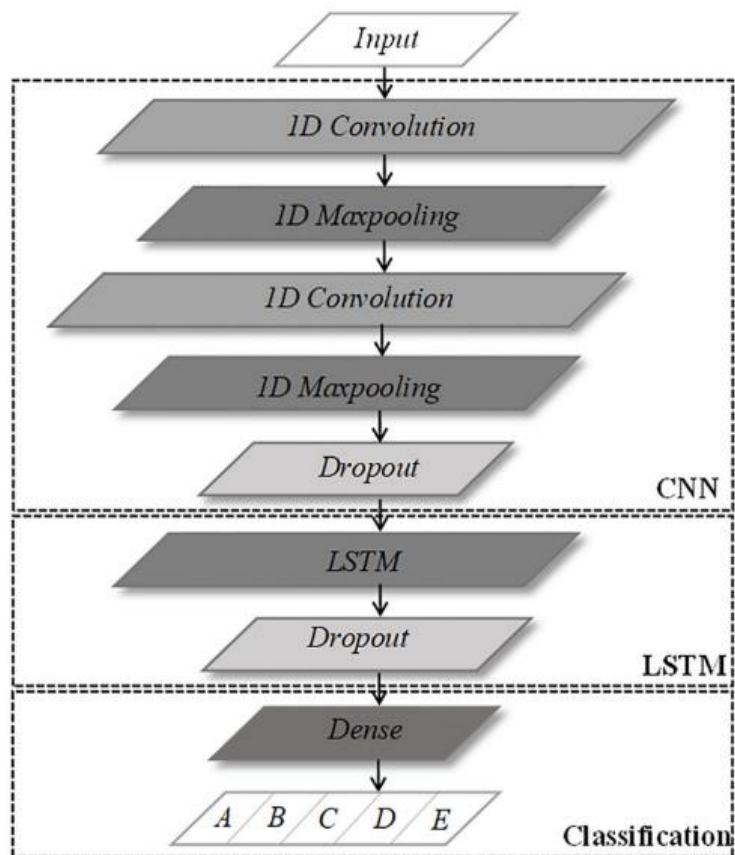 Input
1D Convolution
1D Maxpooling
1D Convolution
1D Maxpooling
Dropout
CNN
LSTM
Dropout
LSTM
Dense
A B C D E
Classification